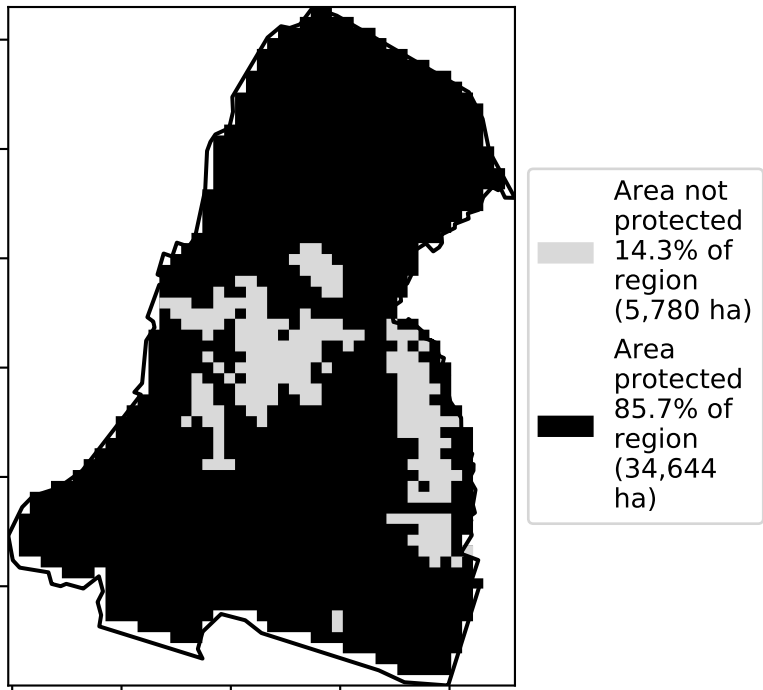 Area not
protected
14.3% of
region
(5,780 ha)
Area
protected
85.7% of
region
(34,644
ha)